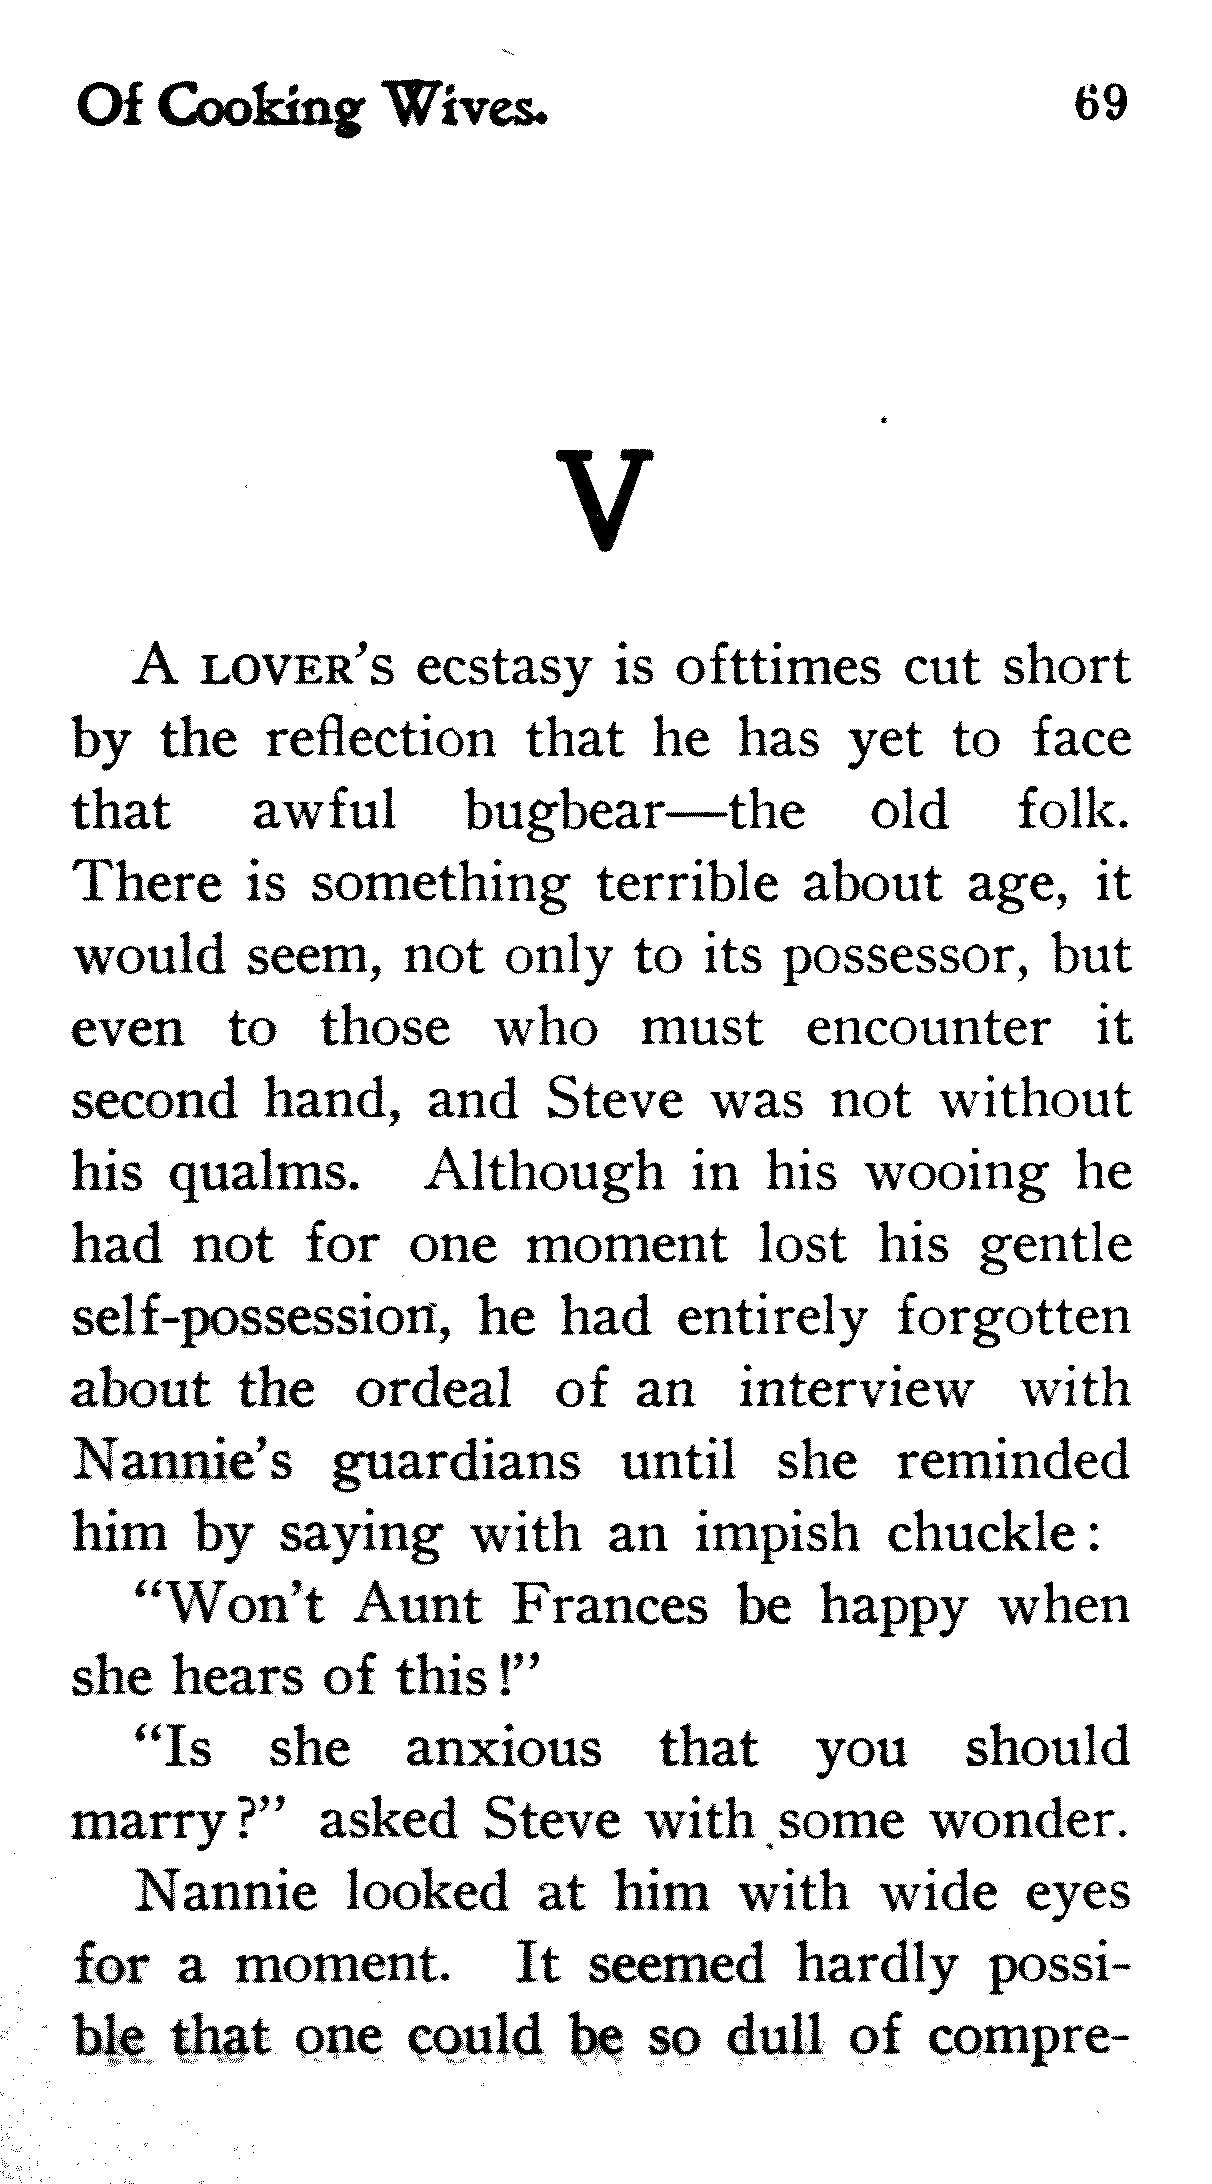 Of Cooking Wives. 69
V
A LOVER'S ecstasy is ofttimes cut short
by the reflection that he has yet to face
that awful bugbear—the old folk.
There is something terrible about age, it
would seem, not only to its possessor, but
even to those who must encounter it
second hand, and Steve was not without
his qualms. Although in his wooing he
had not for one moment lost his gentle
self-possession, he had entirely forgotten
about the ordeal of an interview with
Nannie's guardians until she reminded
him by saying with an impish chuckle:
"Won't Aunt Frances be happy when
she hears of this!"
"Is she anxious that you should
marry?" asked Steve with some wonder.
Nannie looked at him with wide eyes
for a moment. It seemed hardly possi-
ble that one could be so dull of compre-